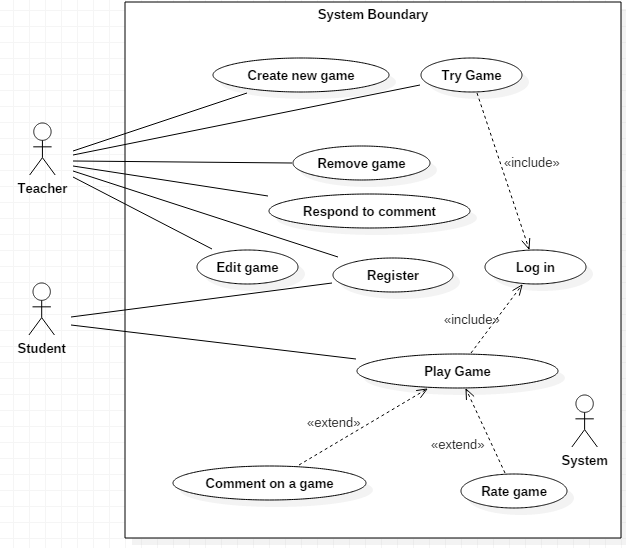 System Boundary
Create new game
Try Game
Teacher
Remove game
«include»
Respond to comment
Edit game
Register
Log in
Student
«include»
Play Game
«extend»
«extend»
System
Comment on a game
Rate game